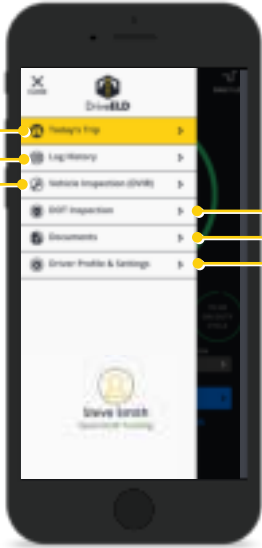 CLOSE
DriveELD
Today's Trip
Log History
Vehicle Inspection (DVIR)
DOT Inspection
Documents
Driver Profile & Settings
Steve Smith